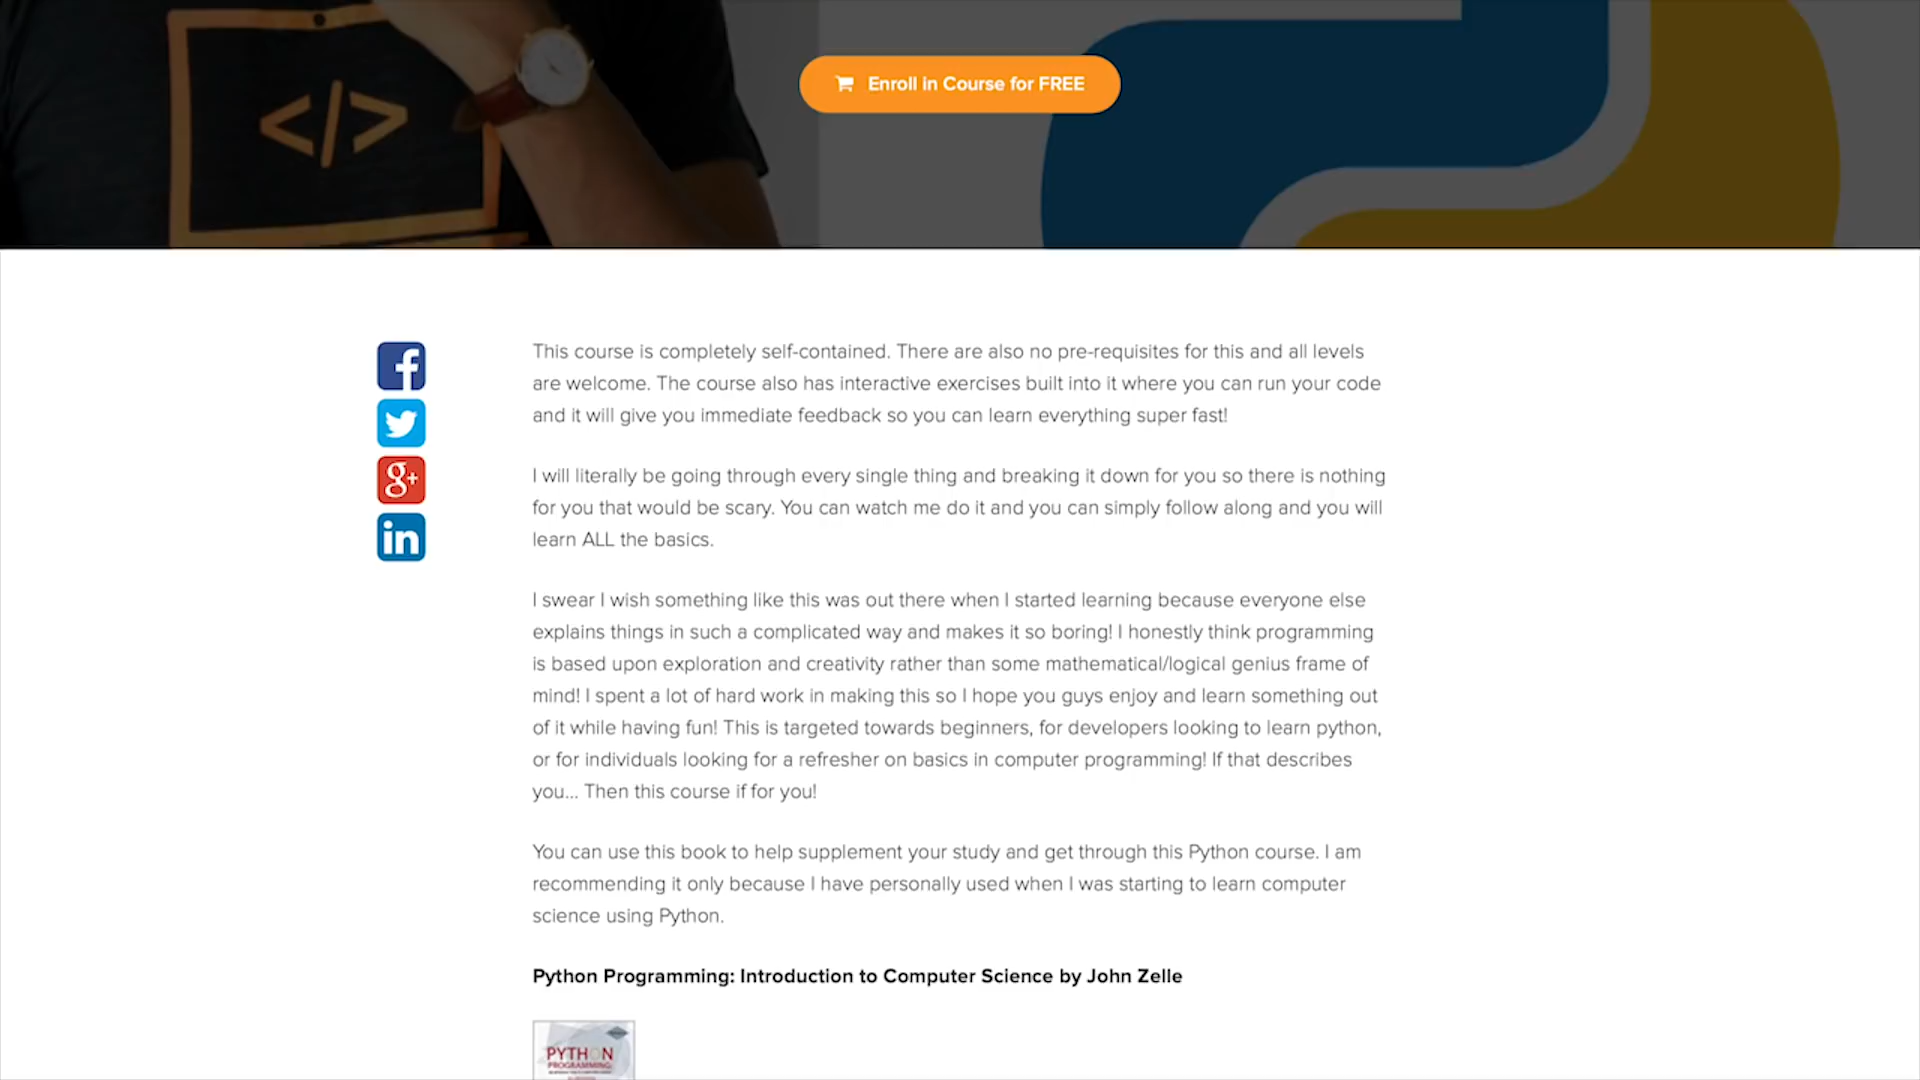 </>
Enroll in Course for FREE
This course is completely self-contained. There are also no pre-requisites for this and all levels
are welcome. The course also has interactive exercises built into it where you can run your code
and it will give you immediate feedback so you can learn everything super fast!
I will literally be going through every single thing and breaking it down for you so there is nothing
for you that would be scary. You can watch me do it and you can simply follow along and you will
learn ALL the basics.
I swear I wish something like this was out there when I started learning because everyone else
explains things in such a complicated way and makes it so boring! I honestly think programming
is based upon exploration and creativity rather than some mathematical/logical genius frame of
mind! I spent a lot of hard work in making this so I hope you guys enjoy and learn something out
of it while having fun! This is targeted towards beginners, for developers looking to learn python,
or for individuals looking for a refresher on basics in computer programming! If that describes
you... Then this course if for you!
You can use this book to help supplement your study and get through this Python course. I am
recommending it only because I have personally used when I was starting to learn computer
science using Python.
Python Programming: Introduction to Computer Science by John Zelle
PYTHON
PROGRAMMING: